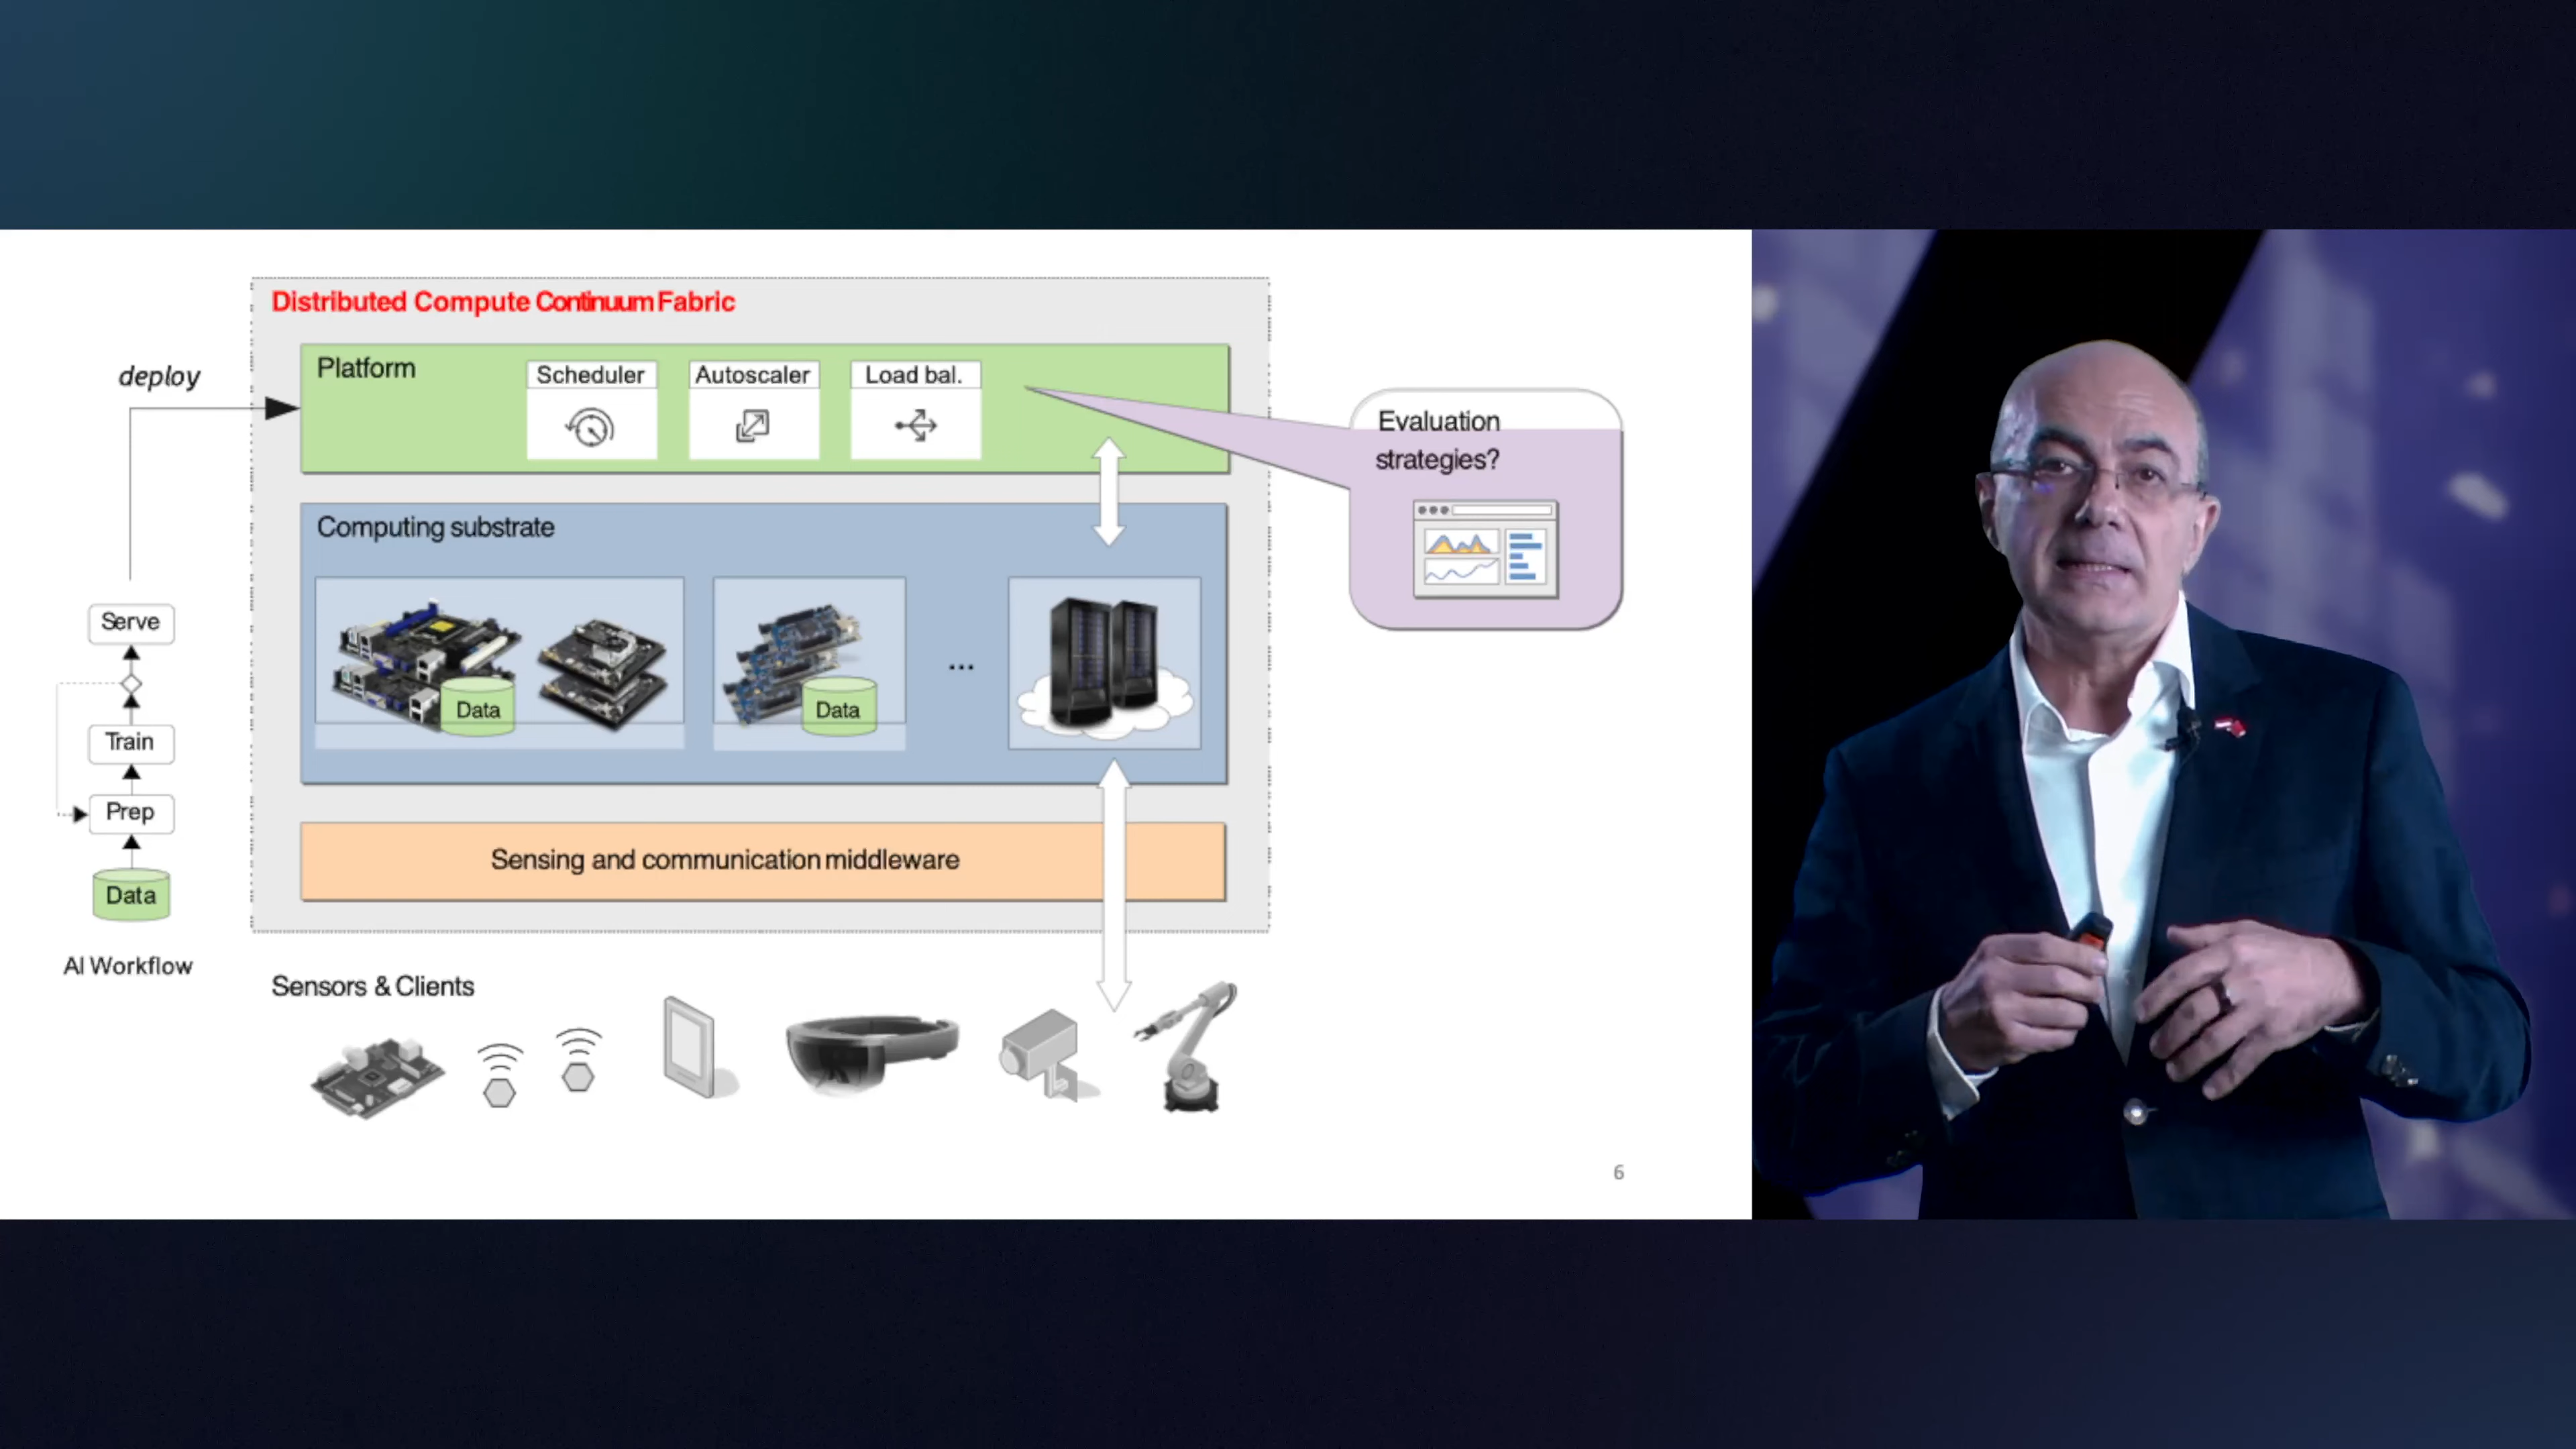 Distributed Compute Continuum Fabric
Platform
Scheduler
Autoscaler
Load bal.
deploy
Evaluation
strategies?
Computing substrate
Data
Data
...
Serve
Train
Prep
Data
AI Workflow
Sensing and communication middleware
Sensors & Clients
6